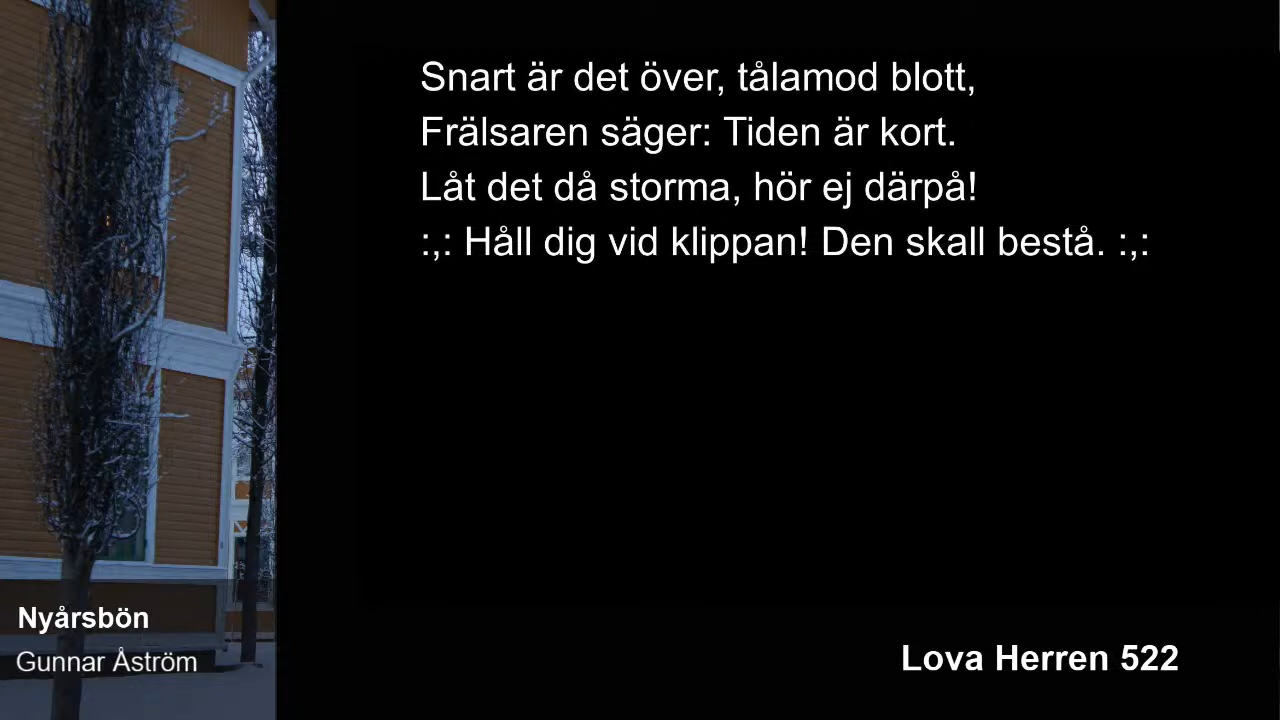 Snart är det över, tålamod blott,
Frälsaren säger: Tiden är kort.
Låt det då storma, hör ej därpå!
:,: Håll dig vid klippan! Den skall bestå. :,:
Nyårsbön
Gunnar Åström
Lova Herren 522